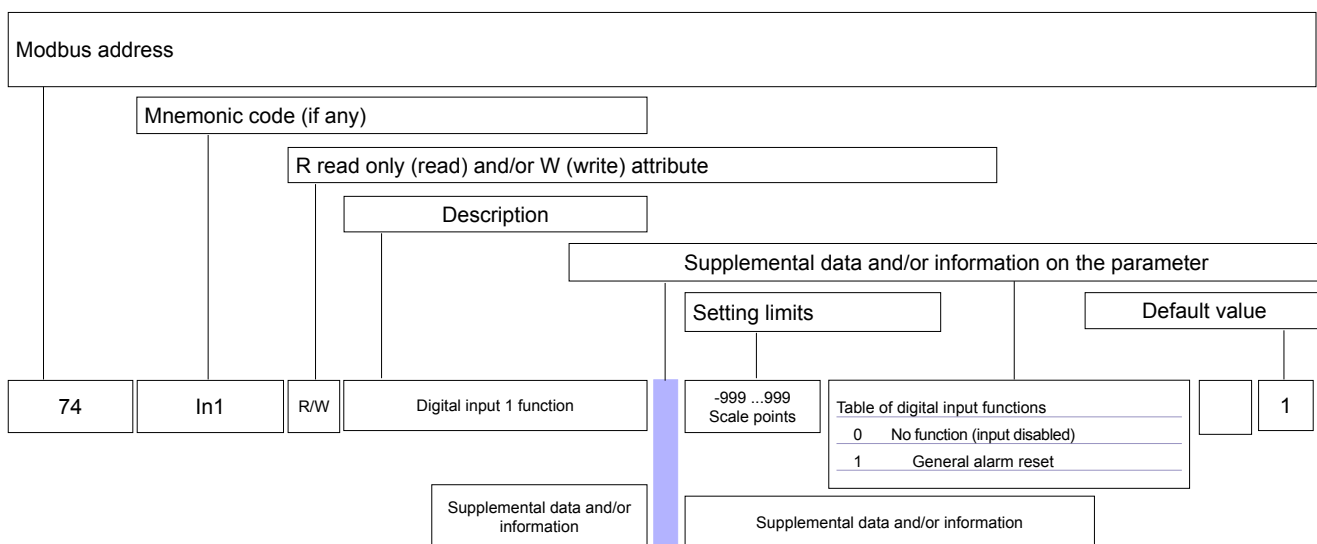 Modbus address
Mnemonic code (if any)
R read only (read) and/or W (write) attribute
Description
Supplemental data and/or information on the parameter
Setting limits
Default value
74
In1
R/W
Digital input 1 function
-999 ...999
Scale points
Table of digital input functions
0 No function (input disabled)
1 General alarm reset
1
Supplemental data and/or
information
Supplemental data and/or information